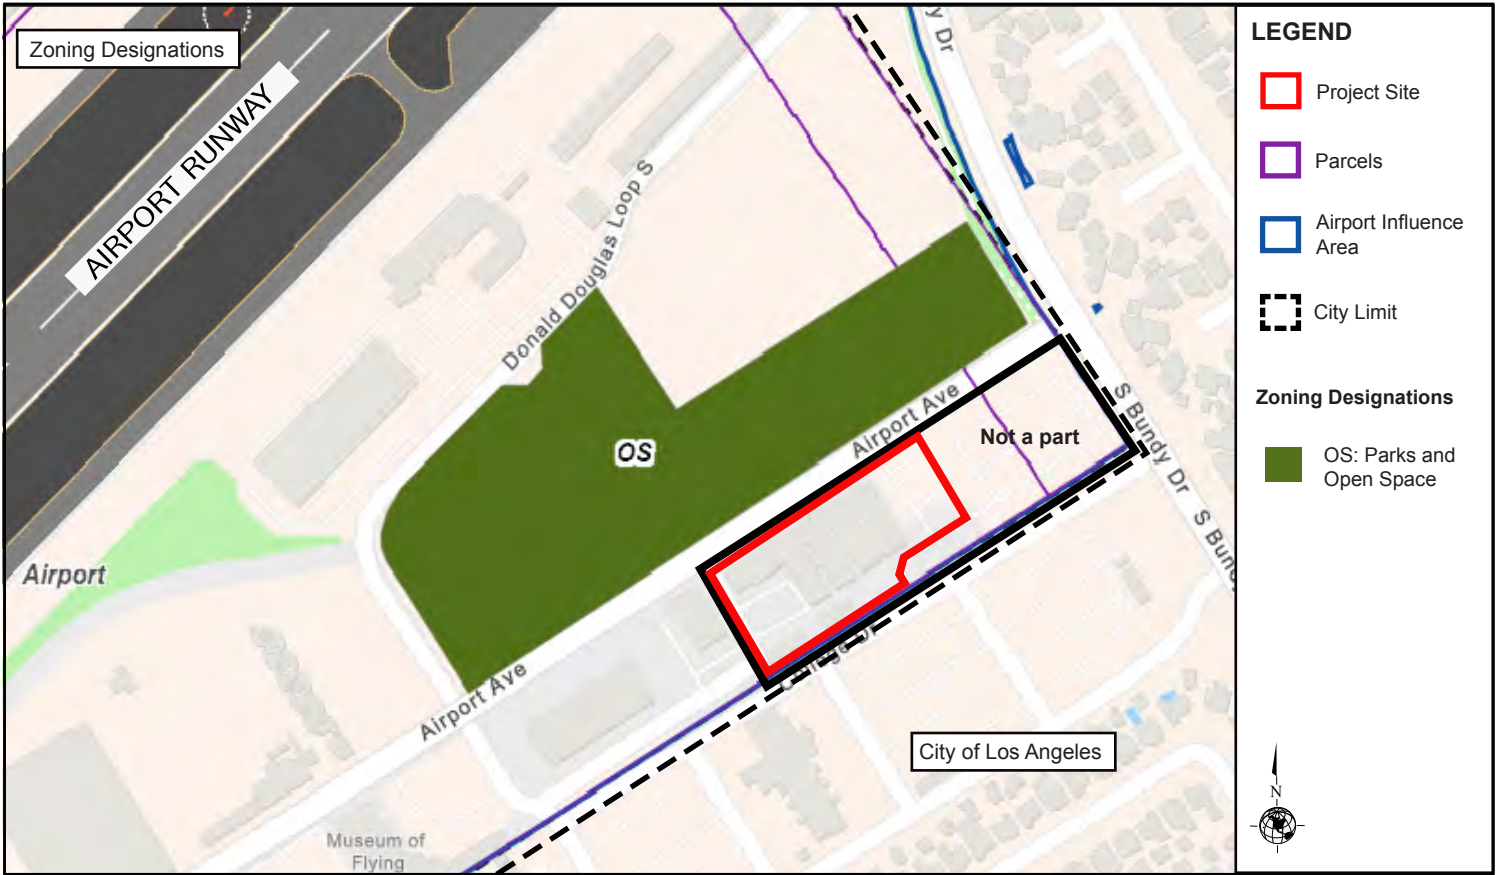 Zoning Designations
AIRPORT RUNWAY
y Dr
Donald Douglas Loop S
OS
Airport Ave
Not a part
S Bundy Dr
S Bun
Airport
Airport Ave
City of Los Angeles
Museum of
Flying
LEGEND
Project Site
Parcels
Airport Influence
Area
City Limit
Zoning Designations
OS: Parks and
Open Space
N